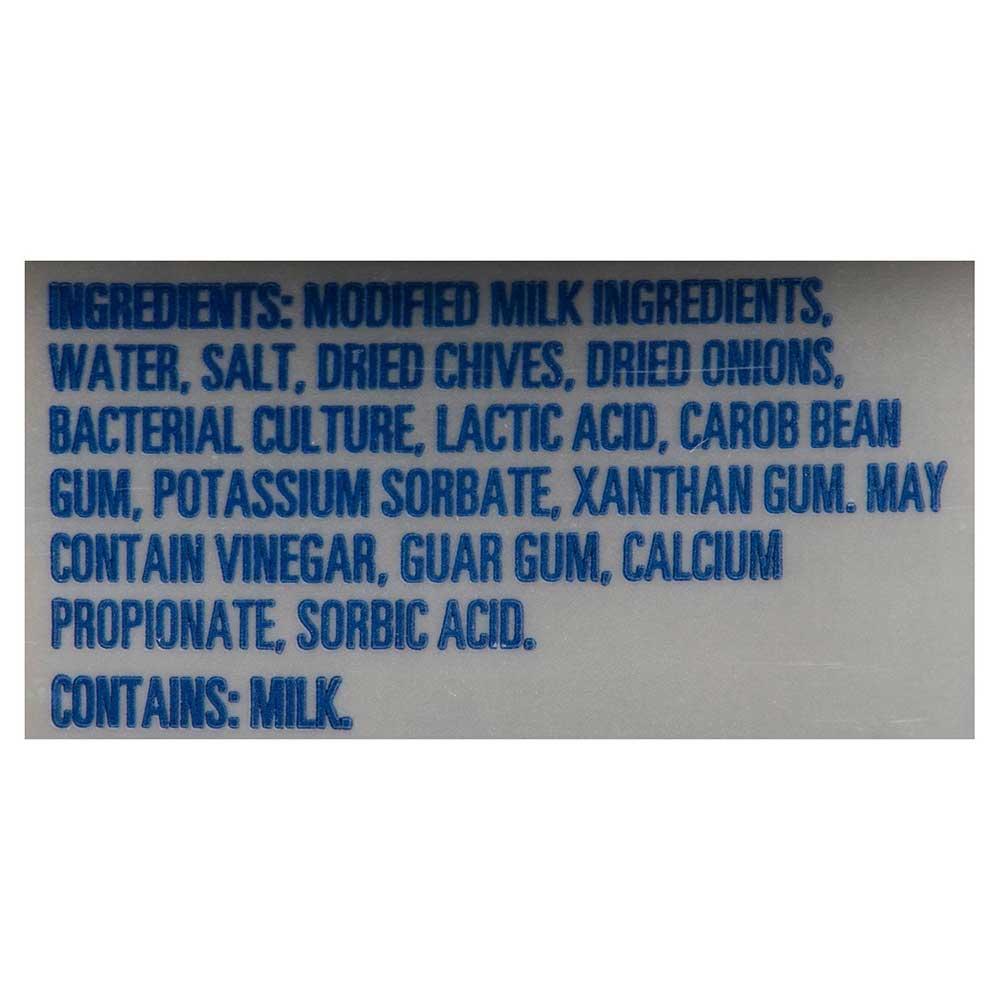 INGREDIENTS: MODIFIED MILK INGREDIENTS,
WATER, SALT, DRIED CHIVES, DRIED ONIONS,
BACTERIAL CULTURE, LACTIC ACID, CAROB BEAN
GUM, POTASSIUM SORBATE, XANTHAN GUM. MAY
CONTAIN VINEGAR, GUAR GUM, CALCIUM
PROPIONATE, SORBIC ACID.
CONTAINS: MILK.